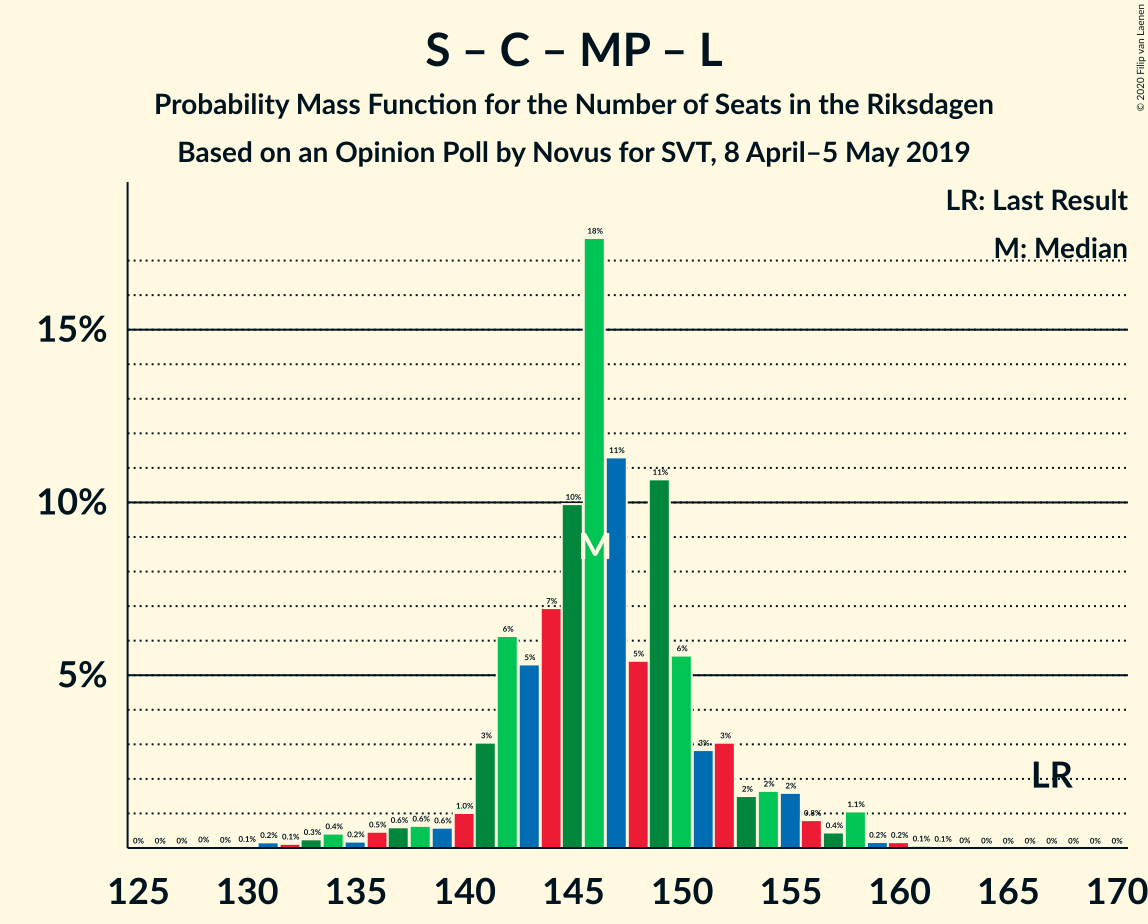 S – C – MP – L
Probability Mass Function for the Number of Seats in the Riksdagen
Based on an Opinion Poll by Novus for SVT, 8 April–5 May 2019
© 2020 Filip van Laenen
LR: Last Result
M: Median
15%
10%
5%
0% 0% 0% 0% 0% 0.1% 0.2% 0.1% 0.3% 0.4% 0.2% 0.5% 0.6% 0.6% 0.6% 1.0% 3% 6% 5% 7% 10% 18% 11% 5% 11% 6% 3% 3% 2% 2% 2% 0.8% 0.4% 1.1% 0.2% 0.2% 0.1% 0.1% 0% 0% 0% 0% 0% 0% 0% 0%
M
LR
125 130 135 140 145 150 155 160 165 170